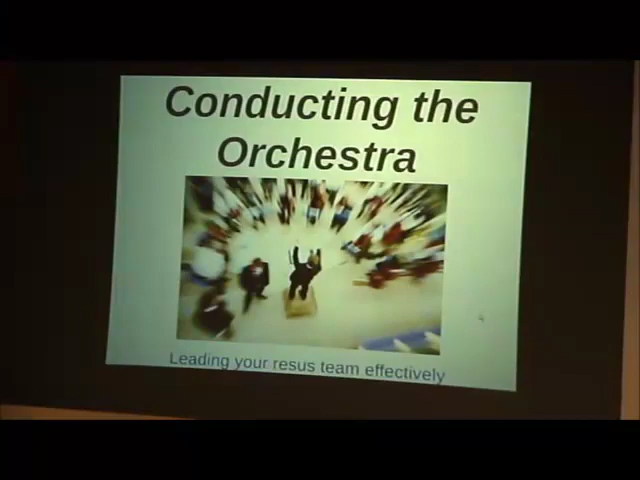 Conducting the
Orchestra
Leading your resus team effectively